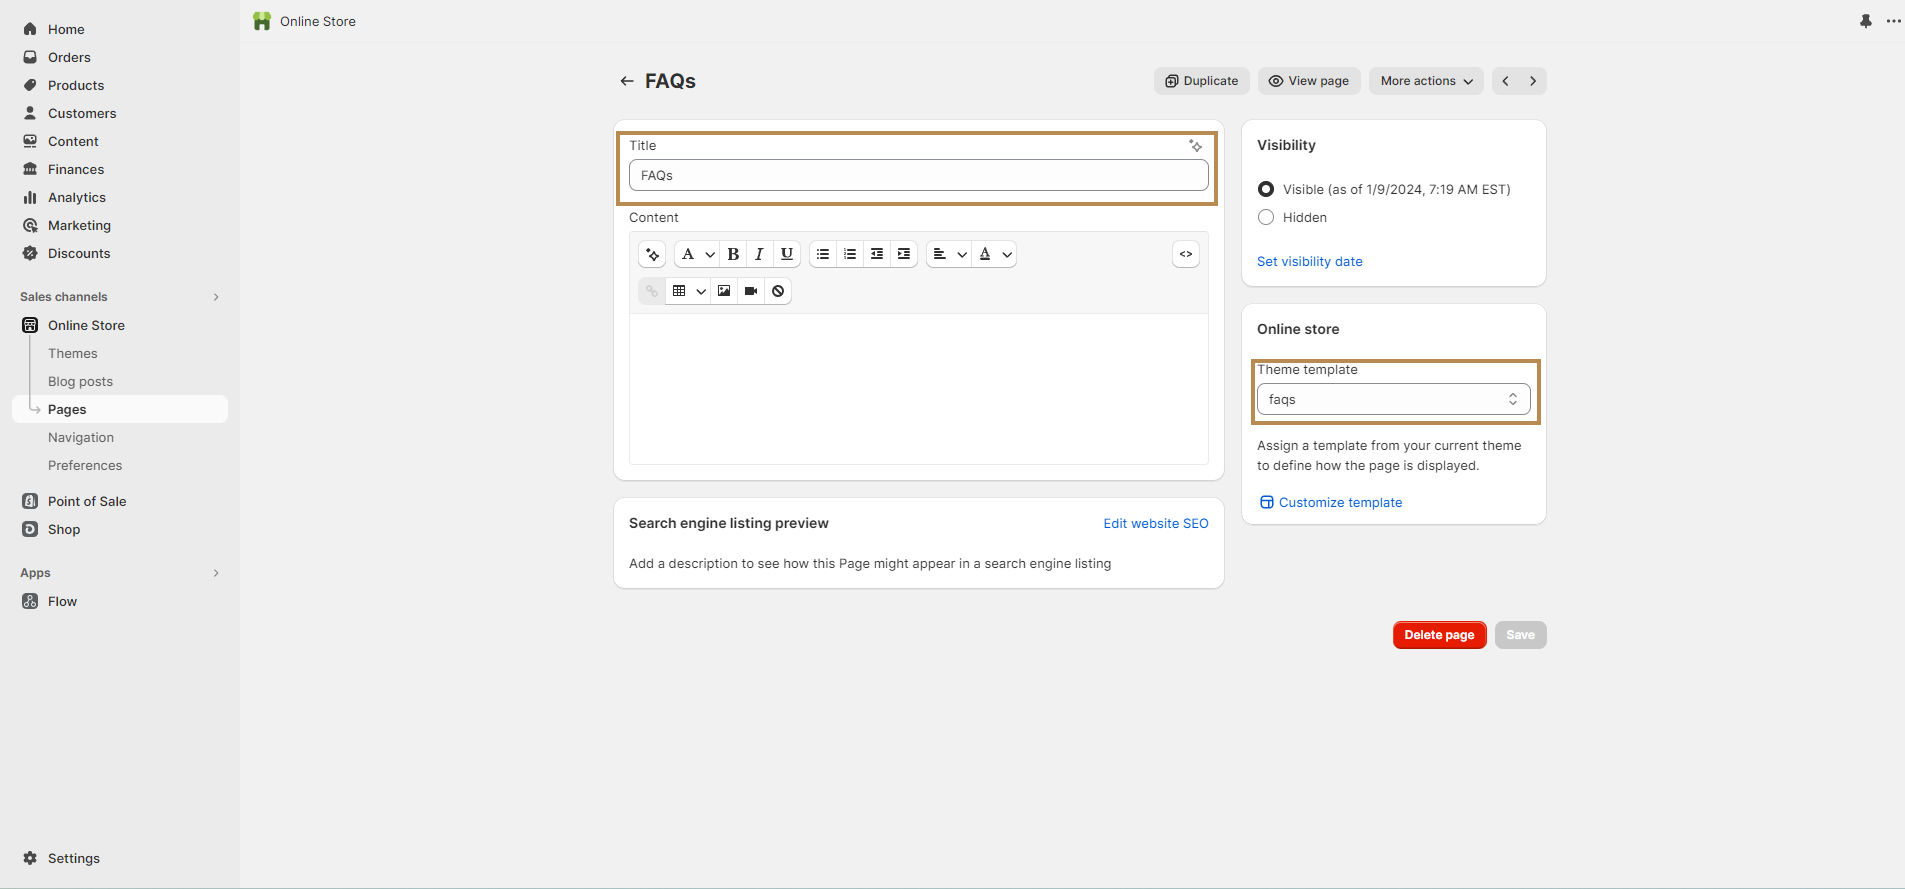 Home
Orders
Products
Customers
Content
Finances
Analytics
Marketing
Discounts
Sales channels
Online Store
Themes
Blog posts
Pages
Navigation
Preferences
Point of Sale
Shop
Apps
Flow
Settings
Online Store
FAQs
Duplicate
View page
More actions
Title
FAQs
Content
A
B
I
U
A
<>
Search engine listing preview
Edit website SEO
Add a description to see how this Page might appear in a search engine listing
Visibility
Visible (as of 1/9/2024, 7:19 AM EST)
Hidden
Set visibility date
Online store
Theme template
faqs
Assign a template from your current theme
to define how the page is displayed.
Customize template
Delete page
Save